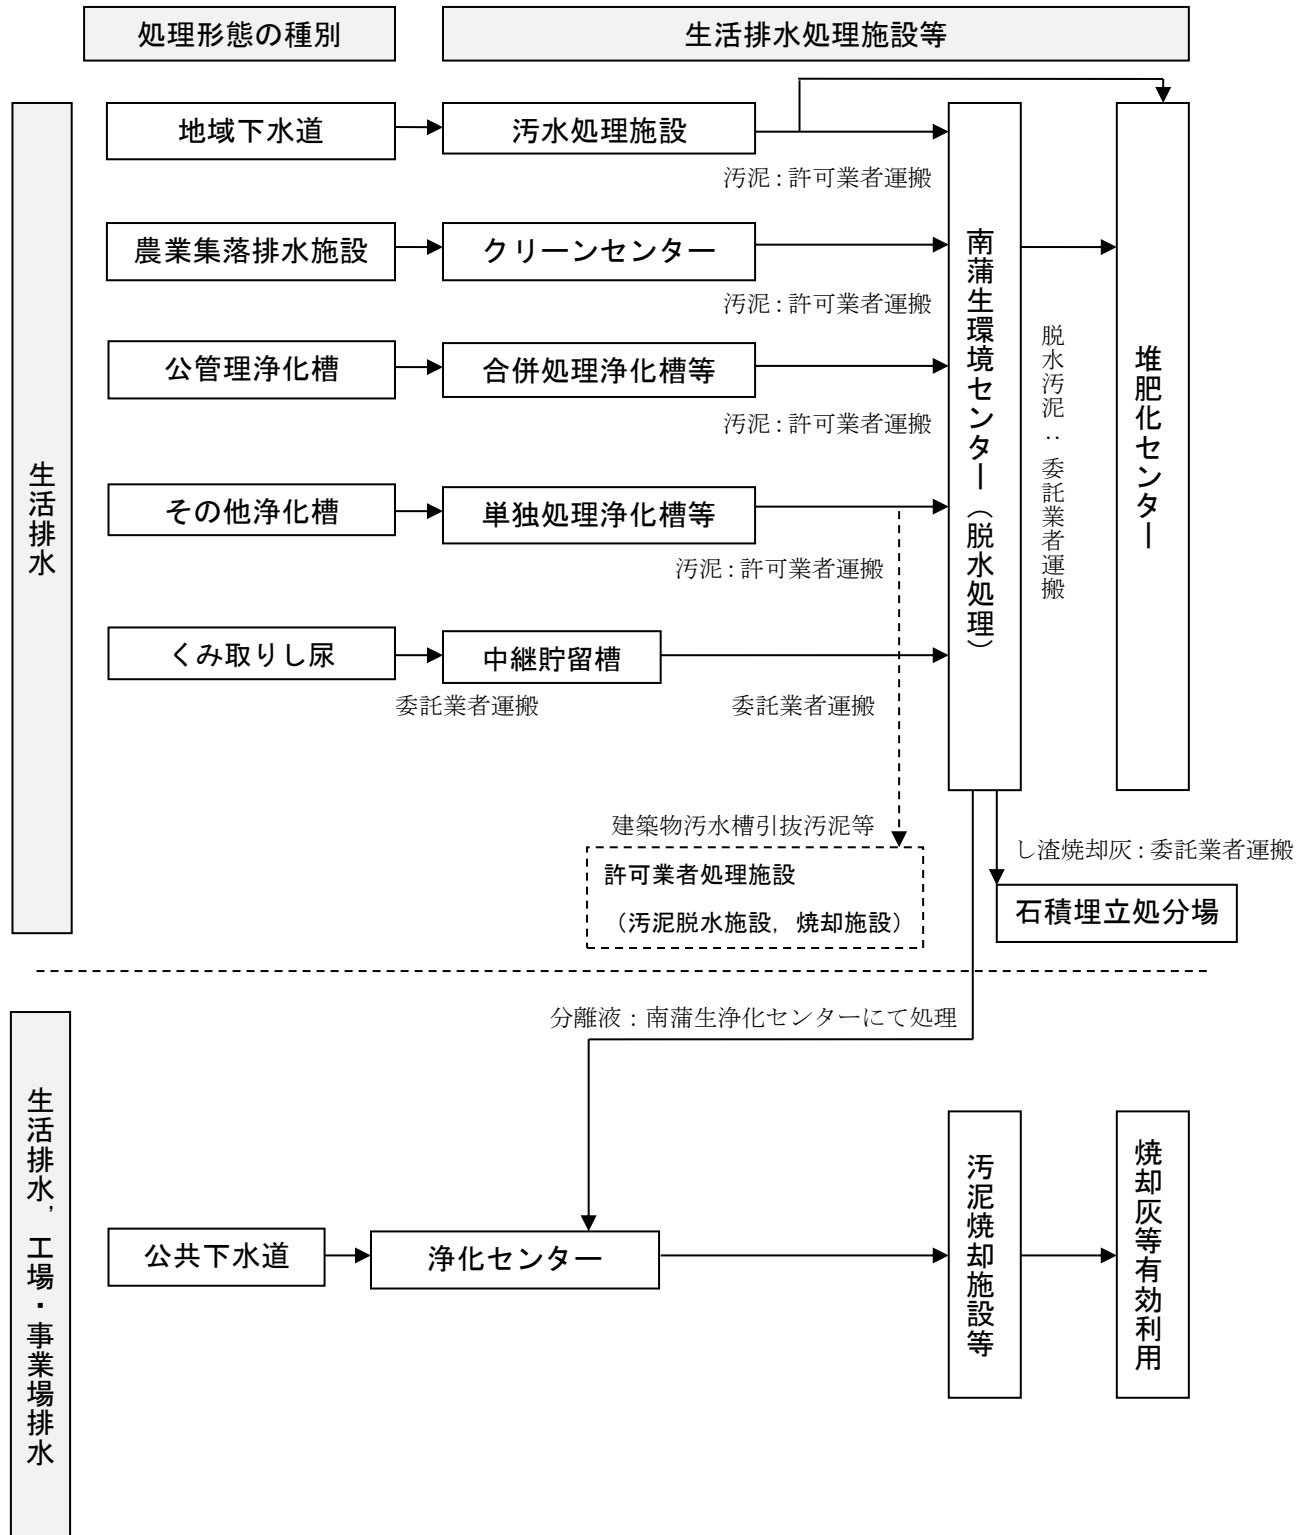 処理形態の種別
生活排水処理施設等
生活排水
地域下水道
汚水処理施設
汚泥:許可業者運搬
農業集落排水施設
クリーンセンター
汚泥:許可業者運搬
公管理浄化槽
合併処理浄化槽等
汚泥:許可業者運搬
その他浄化槽
単独処理浄化槽等
汚泥:許可業者運搬
くみ取りし尿
中継貯留槽
委託業者運搬
委託業者運搬
南蒲生環境センター（脱水処理）
脱水汚泥：委託業者運搬
堆肥化センター
建築物汚水槽引抜汚泥等
許可業者処理施設
（汚泥脱水施設，焼却施設）
し渣焼却灰:委託業者運搬
石積埋立処分場
分離液：南蒲生浄化センターにて処理
生活排水，工場・事業場排水
公共下水道
浄化センター
汚泥焼却施設等
焼却灰等有効利用